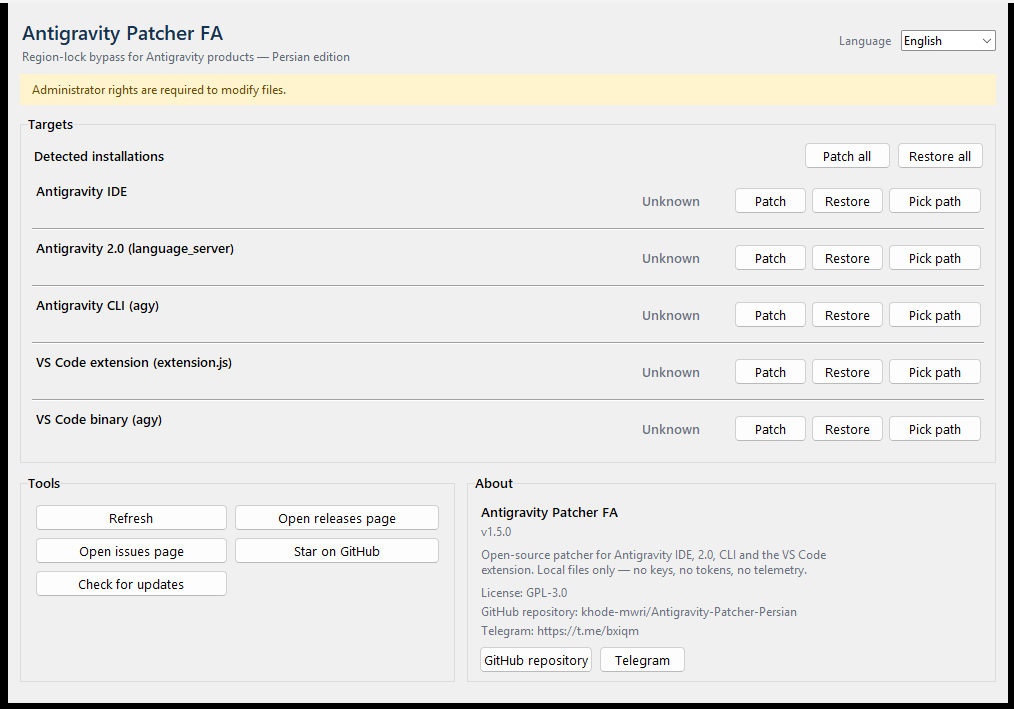 Antigravity Patcher FA
Region-lock bypass for Antigravity products — Persian edition
Language
English
Administrator rights are required to modify files.
Targets
Detected installations
Patch all
Restore all
Antigravity IDE
Unknown
Patch
Restore
Pick path
Antigravity 2.0 (language_server)
Unknown
Patch
Restore
Pick path
Antigravity CLI (agy)
Unknown
Patch
Restore
Pick path
VS Code extension (extension.js)
Unknown
Patch
Restore
Pick path
VS Code binary (agy)
Unknown
Patch
Restore
Pick path
Tools
Refresh
Open releases page
Open issues page
Star on GitHub
Check for updates
About
Antigravity Patcher FA
v1.5.0
Open-source patcher for Antigravity IDE, 2.0, CLI and the VS Code
extension. Local files only — no keys, no tokens, no telemetry.
License: GPL-3.0
GitHub repository: khode-mwri/Antigravity-Patcher-Persian
Telegram: https://t.me/bxiqm
GitHub repository
Telegram